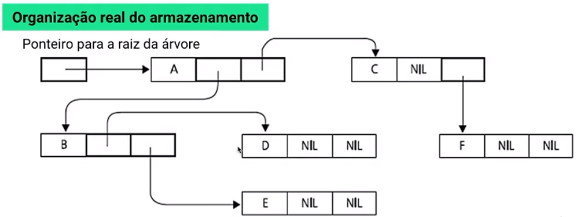 Organização real do armazenamento
Ponteiro para a raiz da árvore
A
C NIL
B
D NIL NIL
F NIL NIL
E NIL NIL